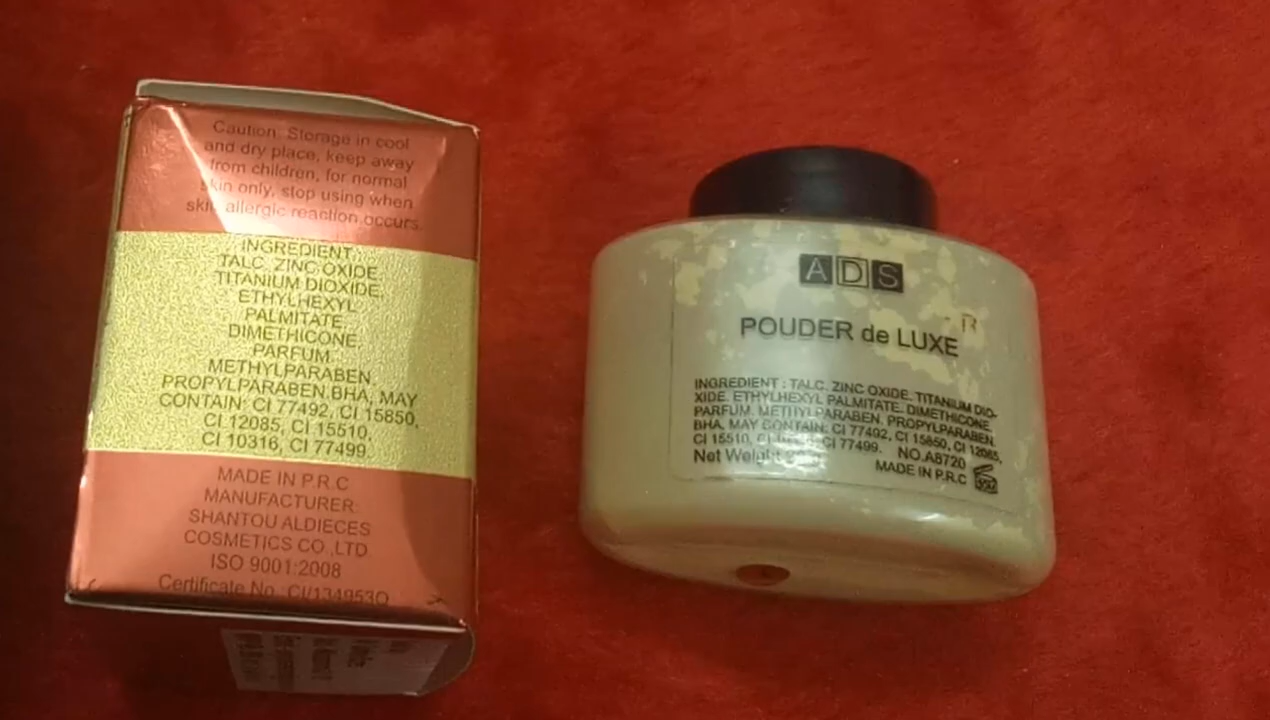 Caution: Storage in cool
and dry place, keep away
from children, for normal
skin only, stop using when
skin allergic reaction occurs.
INGREDIENT
TALC. ZINC OXIDE.
TITANIUM DIOXIDE.
ETHYLHEXYL
PALMITATE
DIMETHICONE.
PARFUM.
METHYLPARABEN
PROPYLPARABEN.BHA, MAY
CONTAIN: CI 77492, CI 15850,
CI 12085, CI 15510,
CI 10316, CI 77499.
MADE IN P.R.C
MANUFACTURER:
SHANTOU ALDIECES
COSMETICS CO.,LTD
ISO 9001:2008
Certificate No.: CI/134953Q
ADS
POUDER de LUXE
INGREDIENT : TALC. ZINC OXIDE. TITANIUM DIO-
XIDE. ETHYLHEXYL PALMITATE. DIMETHICONE.
PARFUM. METHYLPARABEN. PROPYLPARABEN.
BHA. MAY CONTAIN: CI 77492, CI 15850, CI 12085,
CI 15510, CI 77499.
Net Weight NO.A8720
MADE IN P.R.C